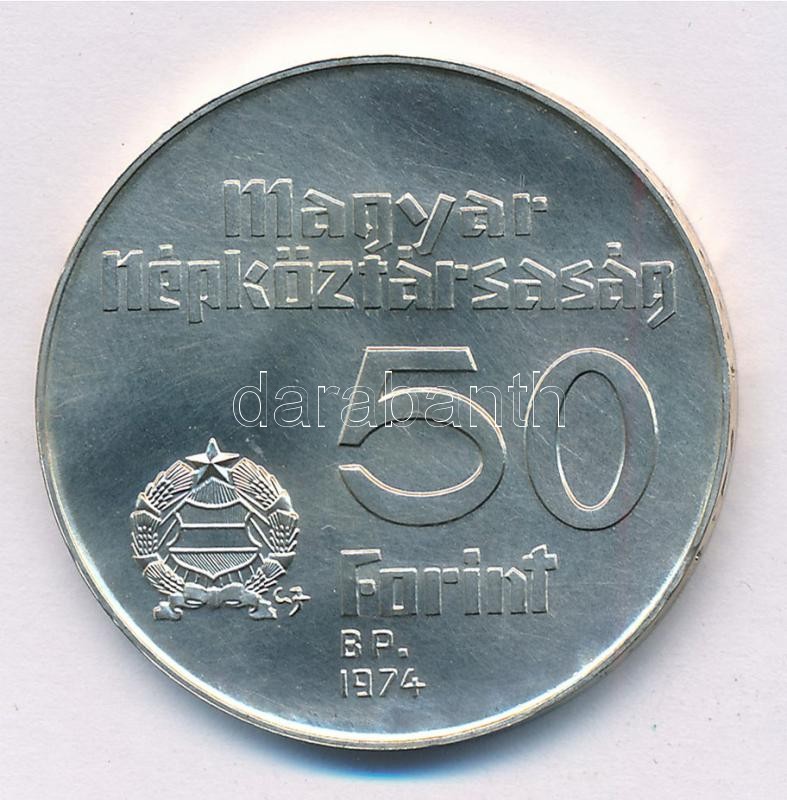 Magyar
Népköztársaság
50
darabanth
Forint
BP.
1974